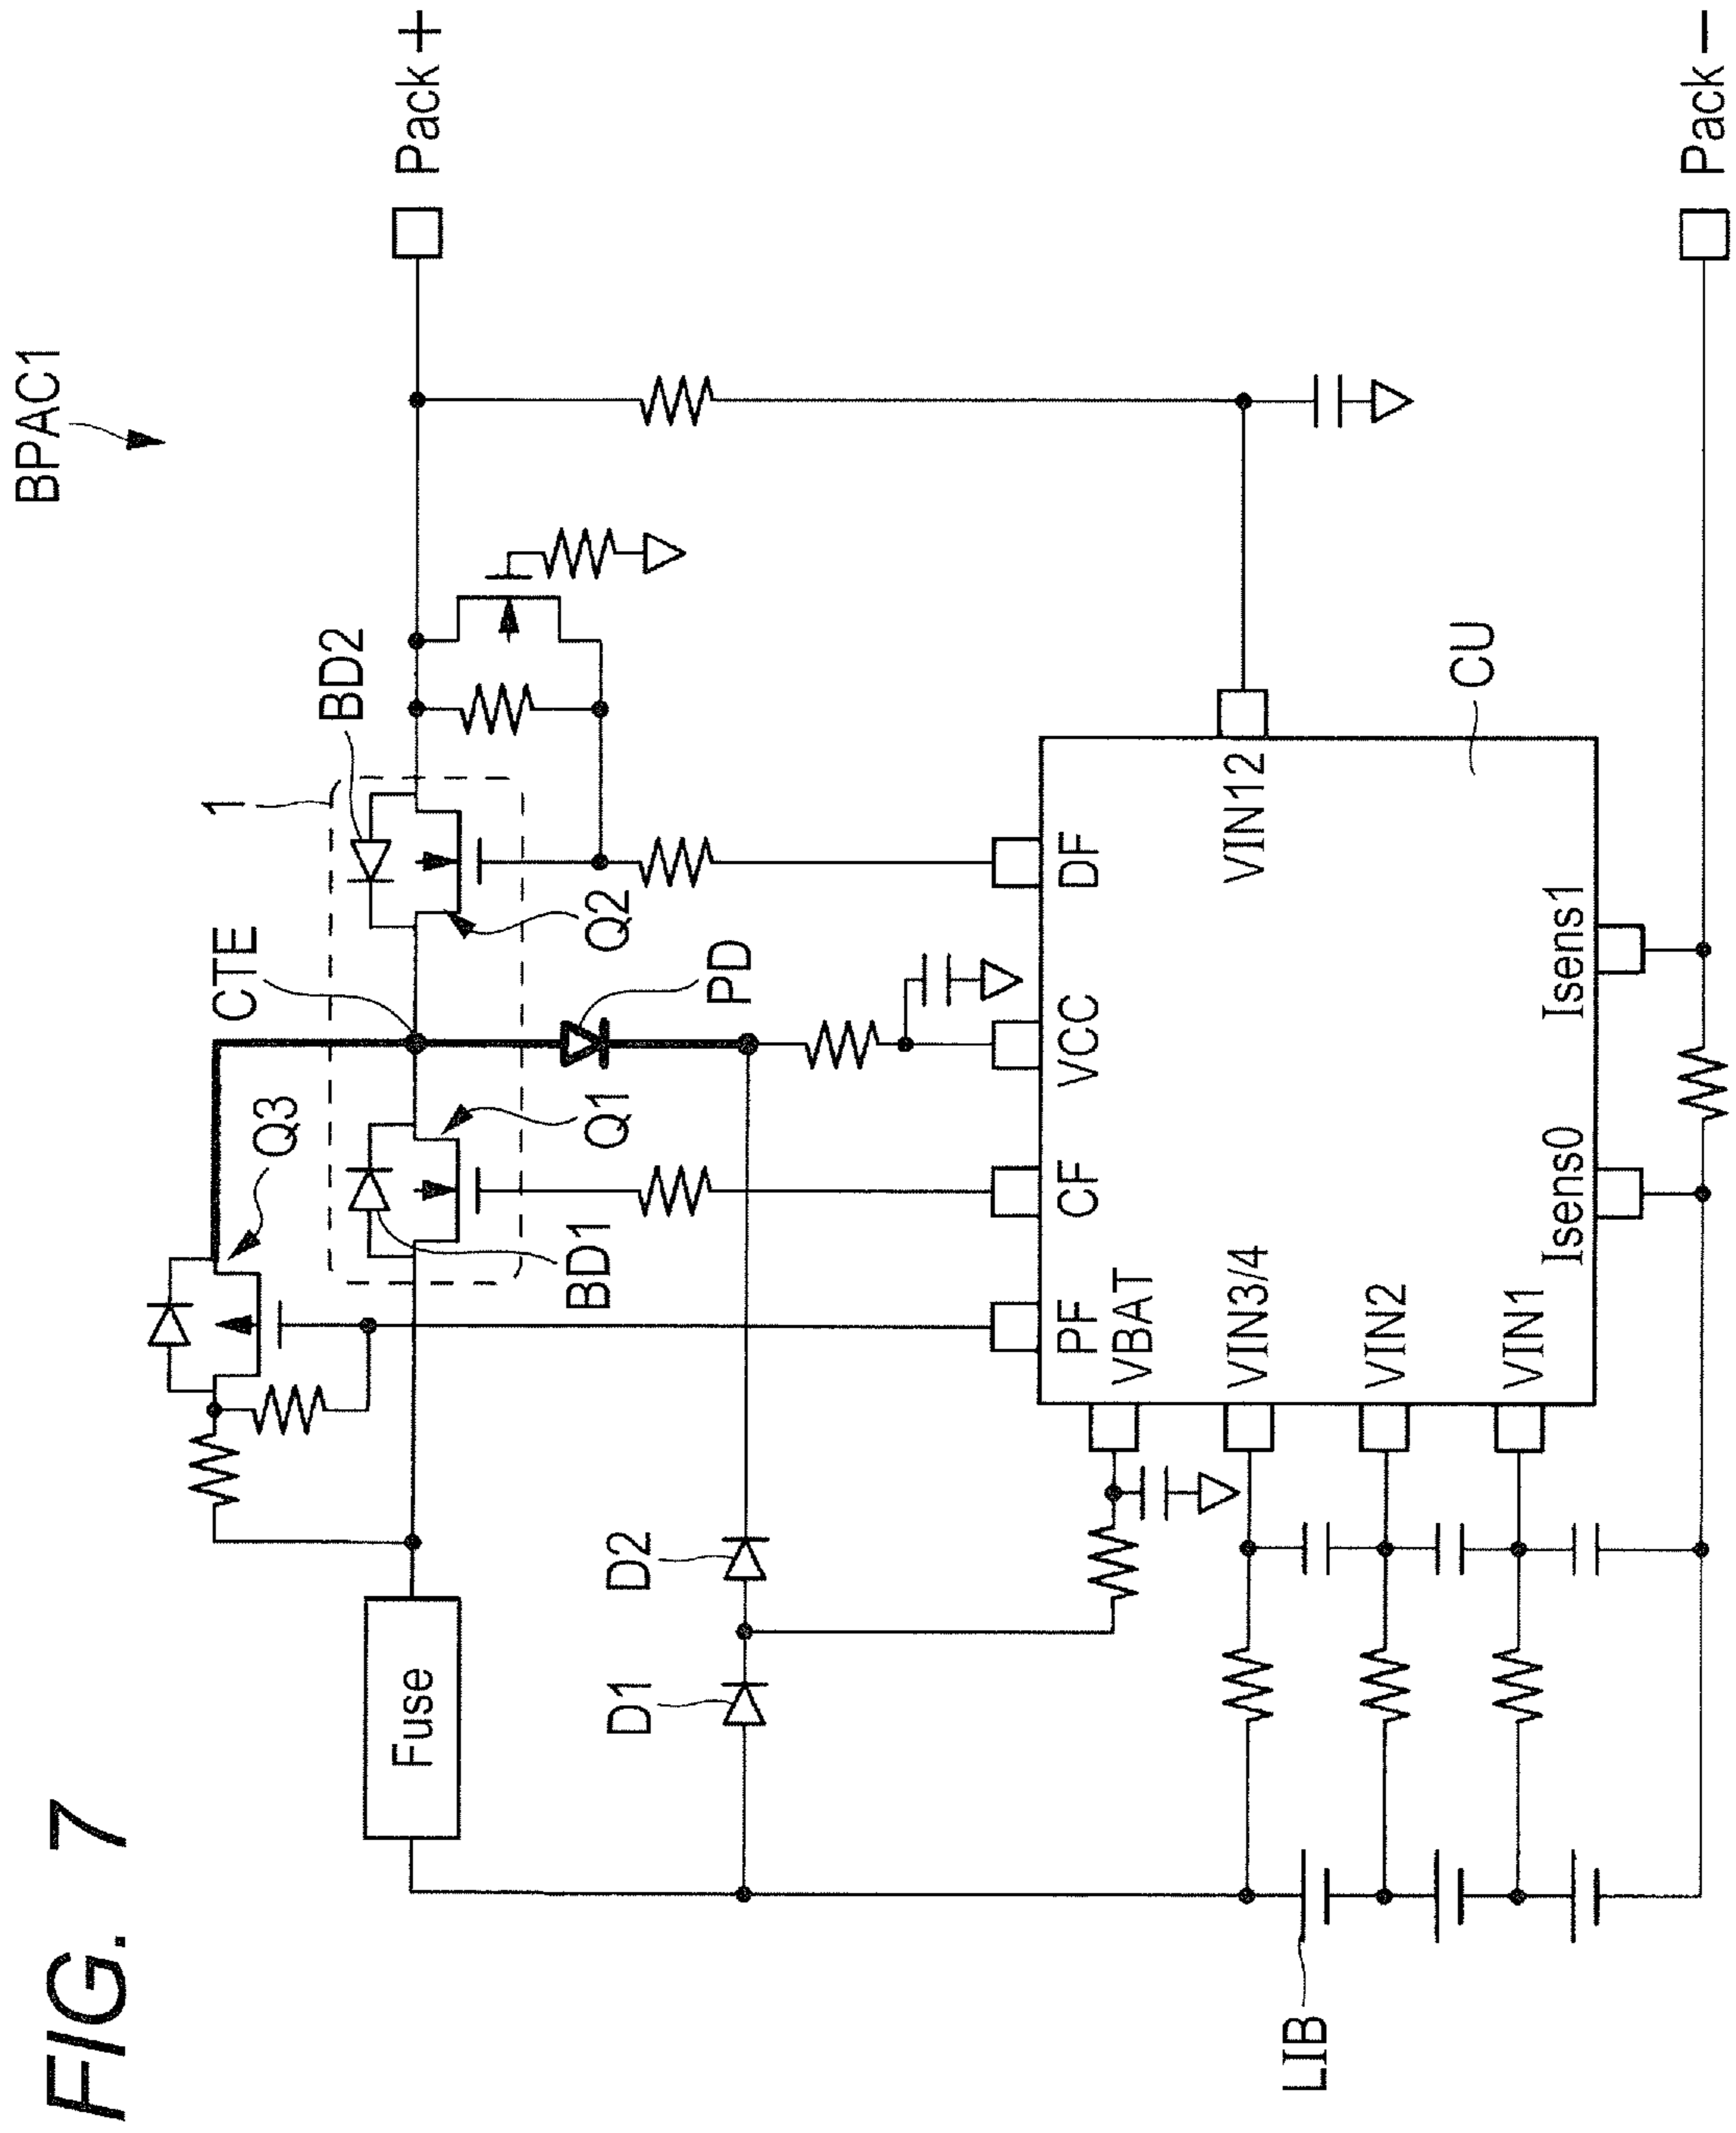 FIG. 7
BPAC1
Pack +
Pack −
Fuse
Q3
CTE
1
BD2
BD1
Q1
Q2
PD
D1
D2
PF
CF
VCC
DF
VBAT
VIN3/4
VIN2
VIN1
VIN12
Isens0
Isens1
CU
LIB